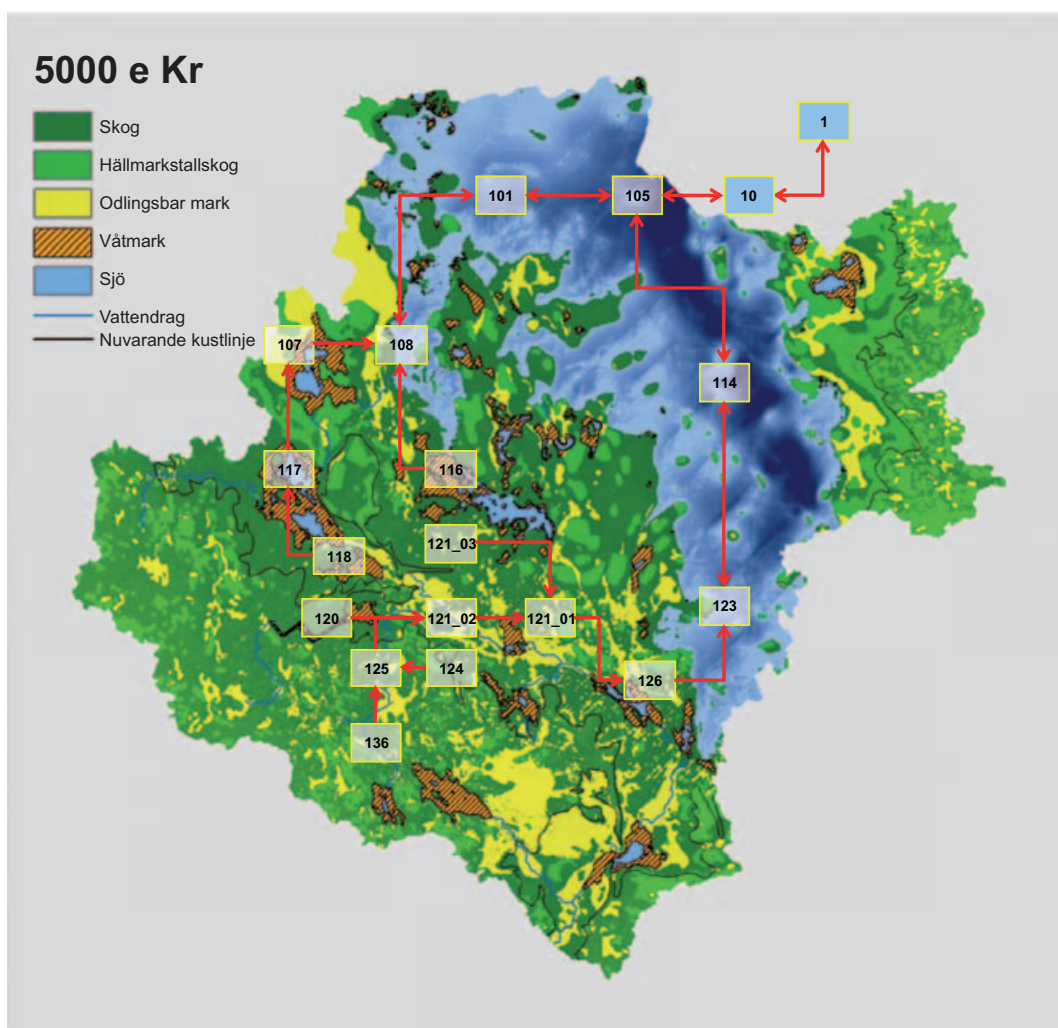 5000 e Kr
Skog
Hällmarkstallskog
Odlingsbar mark
Våtmark
Sjö
Vattendrag
Nuvarande kustlinje
1
101
105
10
107
108
114
117
116
121_03
118
120
121_02
121_01
123
125
124
126
136